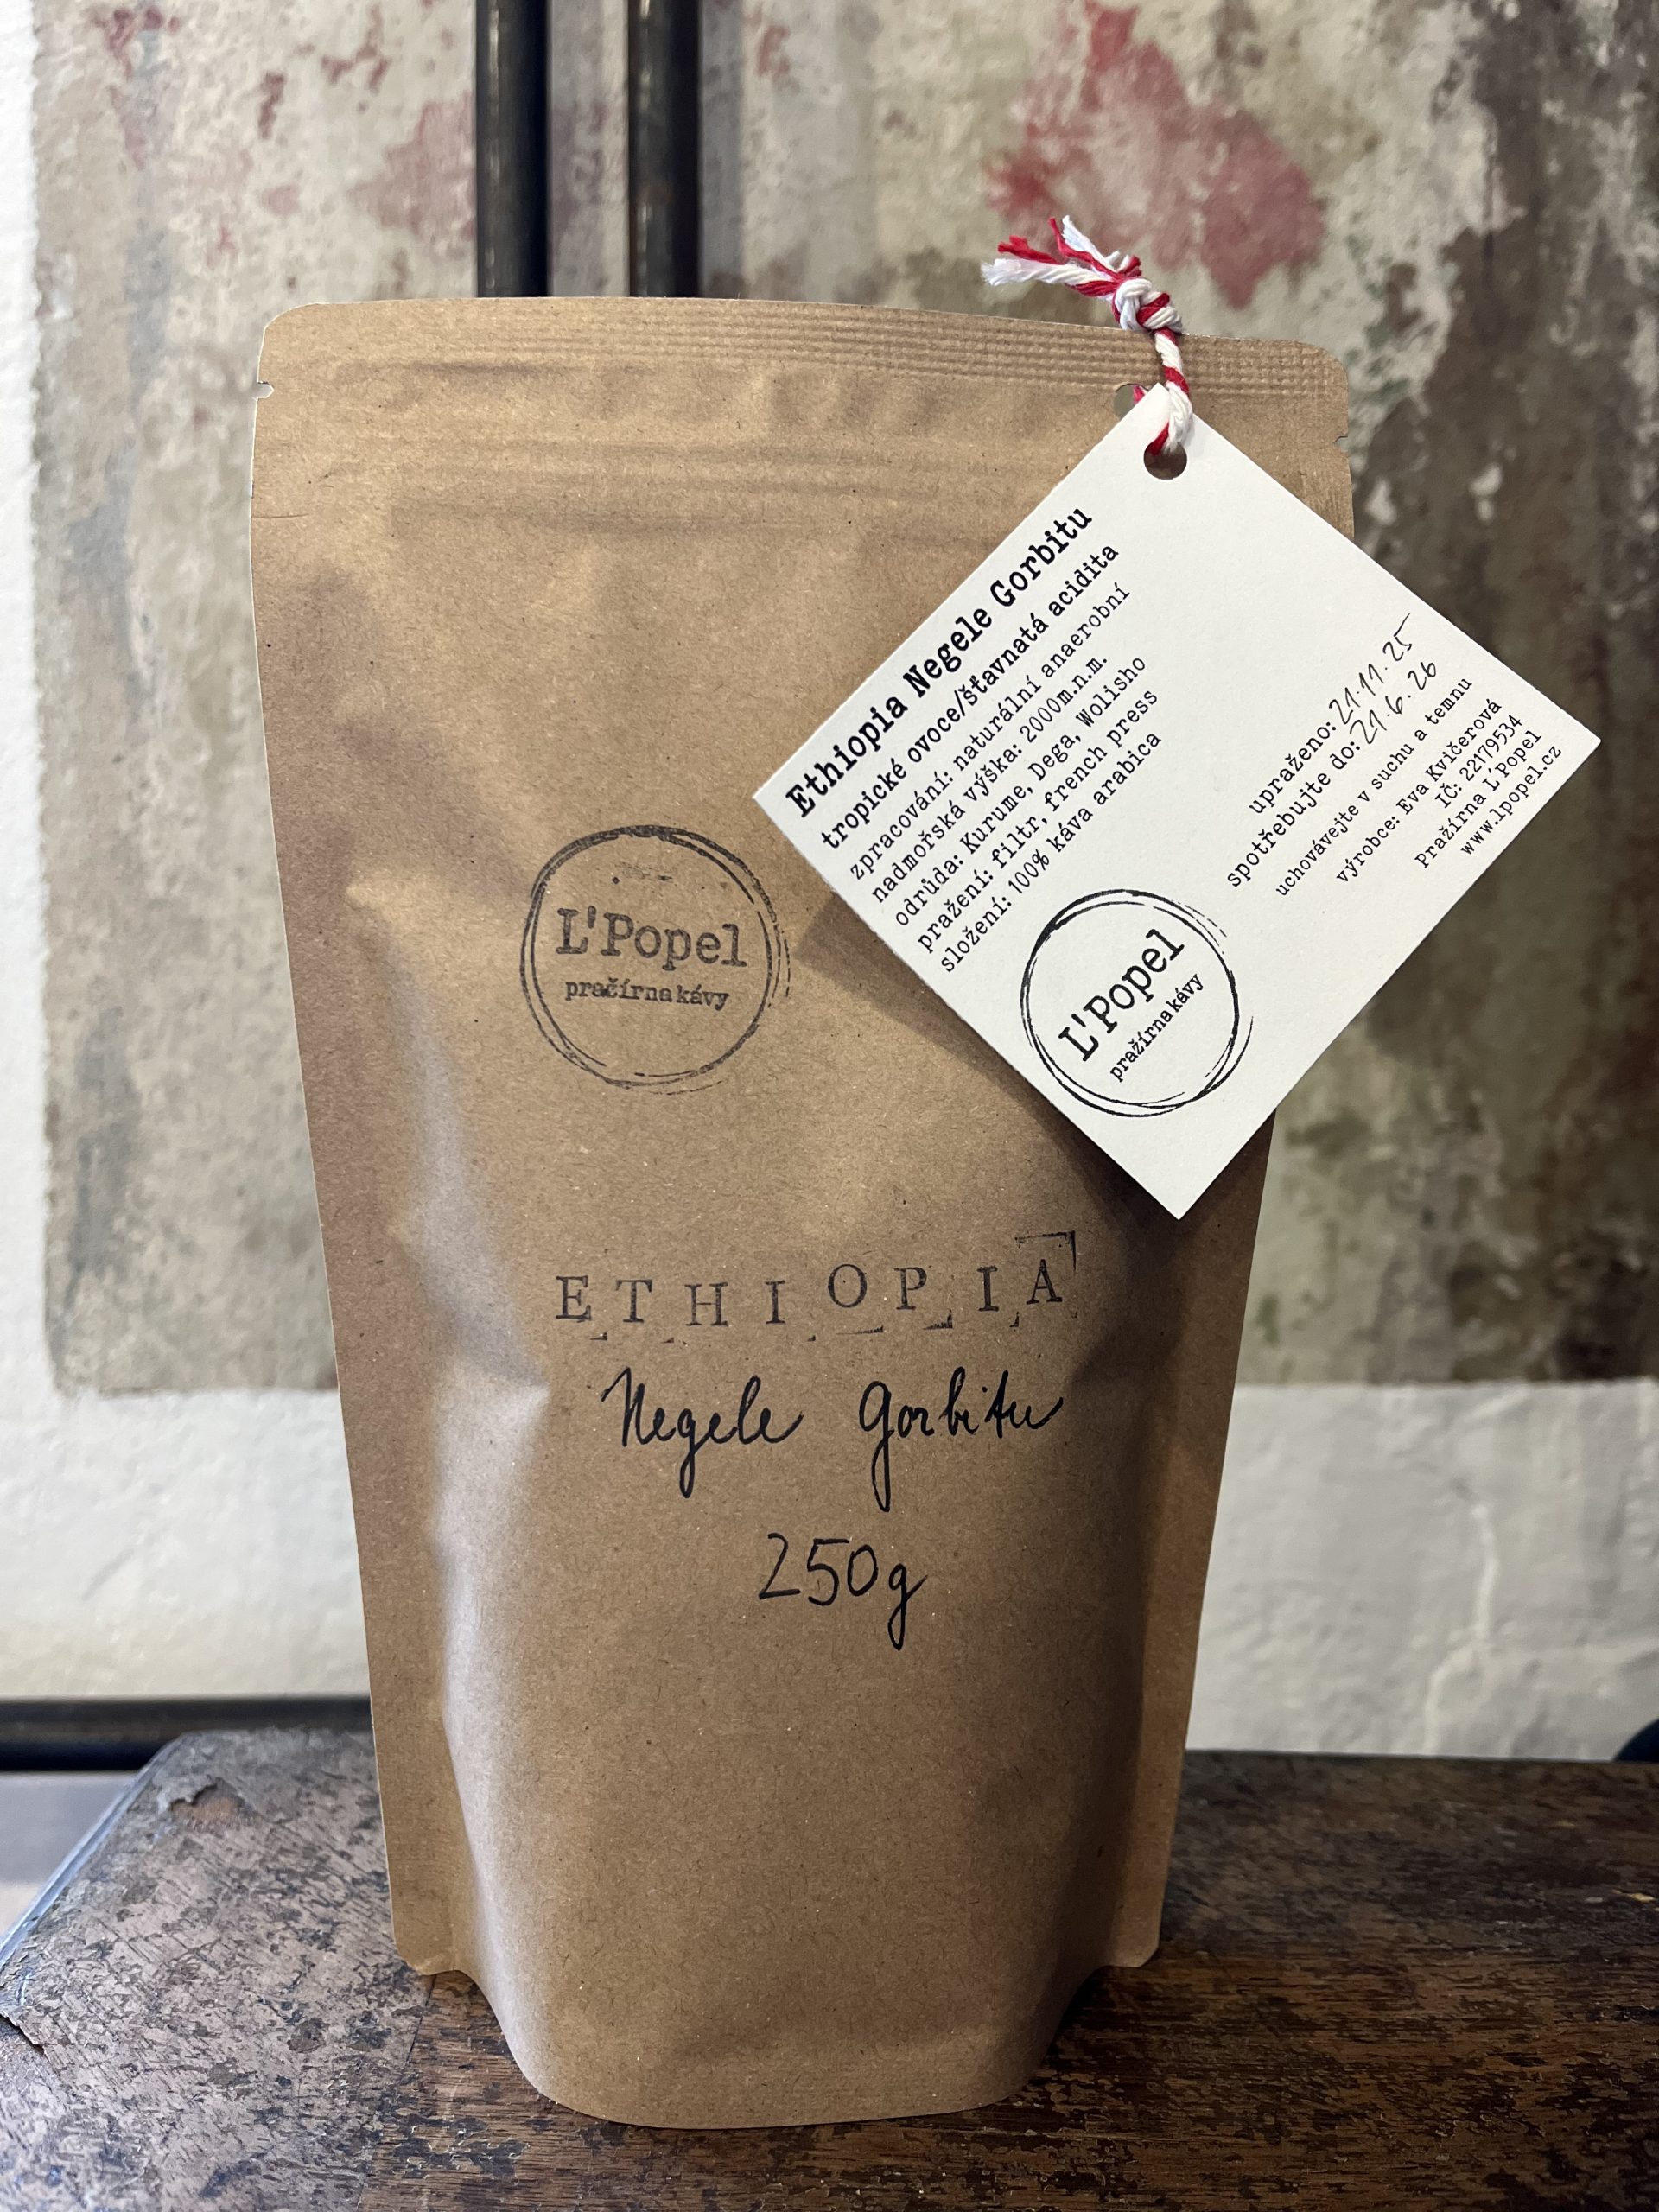 L'Popel
pražírna kávy
ETHIOPIA
Negele Gorbitu
250g
Ethiopia Negele Gorbitu
tropické ovoce/šťavnatá acidita
zpracování: naturální anaerobní
nadmořská výška: 2000m.n.m.
odrůda: Kurume, Dega, Wolisho
pražení: filtr, french press
složení: 100% káva arabica
L'Popel
pražírna kávy
upraženo: 21.11.25
spotřebujte do: 21.6.26
uchovávejte v suchu a temnu
výrobce: Eva Kvičerová
IČ: 22179534
Pražírna L'Popel
www.lpopel.cz